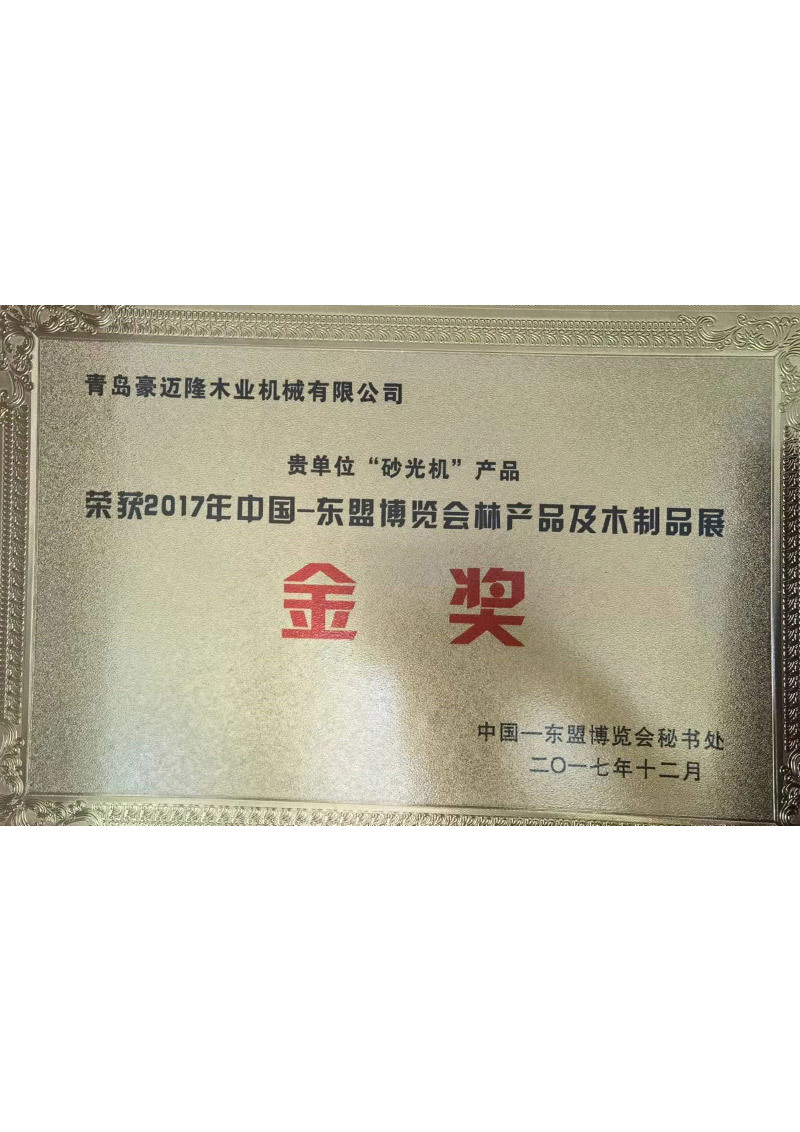 青岛豪迈隆木业机械有限公司
贵单位“砂光机”产品
荣获2017年中国—东盟博览会林产品及木制品展
金奖
中国—东盟博览会秘书处
二〇一七年十二月